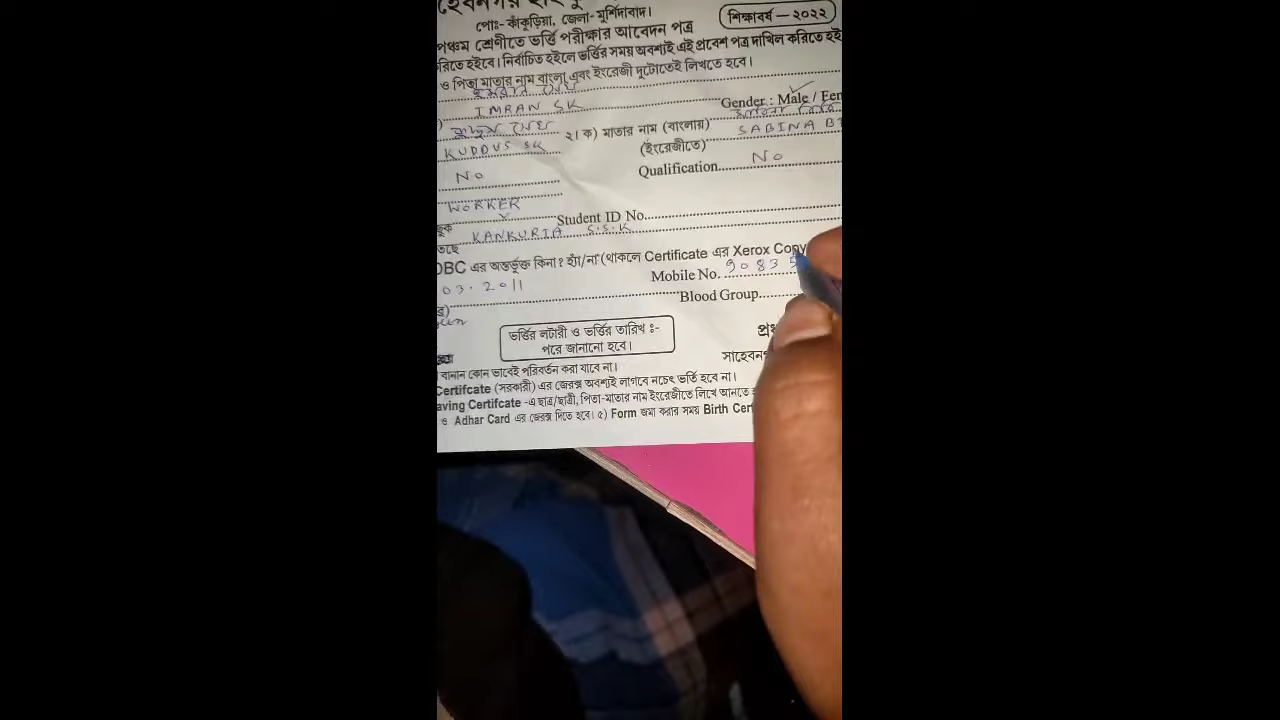 পোঃ- কাঁকুড়িয়া, জেলা-মুর্শিদাবাদ।
শিক্ষাবর্ষ — ২০২২
পঞ্চম শ্রেণীতে ভর্ত্তি পরীক্ষার আবেদন পত্র
রিতে হইবে। নির্বাচিত হইলে ভর্ত্তির সময় অবশ্যই এই প্রবেশ পত্র দাখিল করিতে হই
ও পিতা মাতার নাম বাংলা এবং ইংরেজী দুটোতেই লিখতে হবে।
IMRAN SK
Gender : Male / Fem
২। ক) মাতার নাম (বাংলায়)
KUDDUS SK
(ইংরেজীতে)
SABINA BI
NO
Qualification
NO
WORKER
Student ID No.
KANKURIA S.S.K
OBC এর অন্তর্ভুক্ত কিনা? হ্যাঁ/না (থাকলে Certificate এর Xerox Copy
03.2011
Mobile No. 9083 5
Blood Group
ভর্ত্তির লটারী ও ভর্ত্তির তারিখ ঃ-
পরে জানানো হবে।
বানান কোন ভাবেই পরিবর্তন করা যাবে না।
Certifcate (সরকারী) এর জেরক্স অবশ্যই লাগবে নচেৎ ভর্তি হবে না।
aving Certifcate -এ ছাত্র/ছাত্রী, পিতা-মাতার নাম ইংরেজীতে লিখে আনতে হ
ও Adhar Card এর জেরক্স দিতে হবে। ৫) Form জমা করার সময় Birth Cert